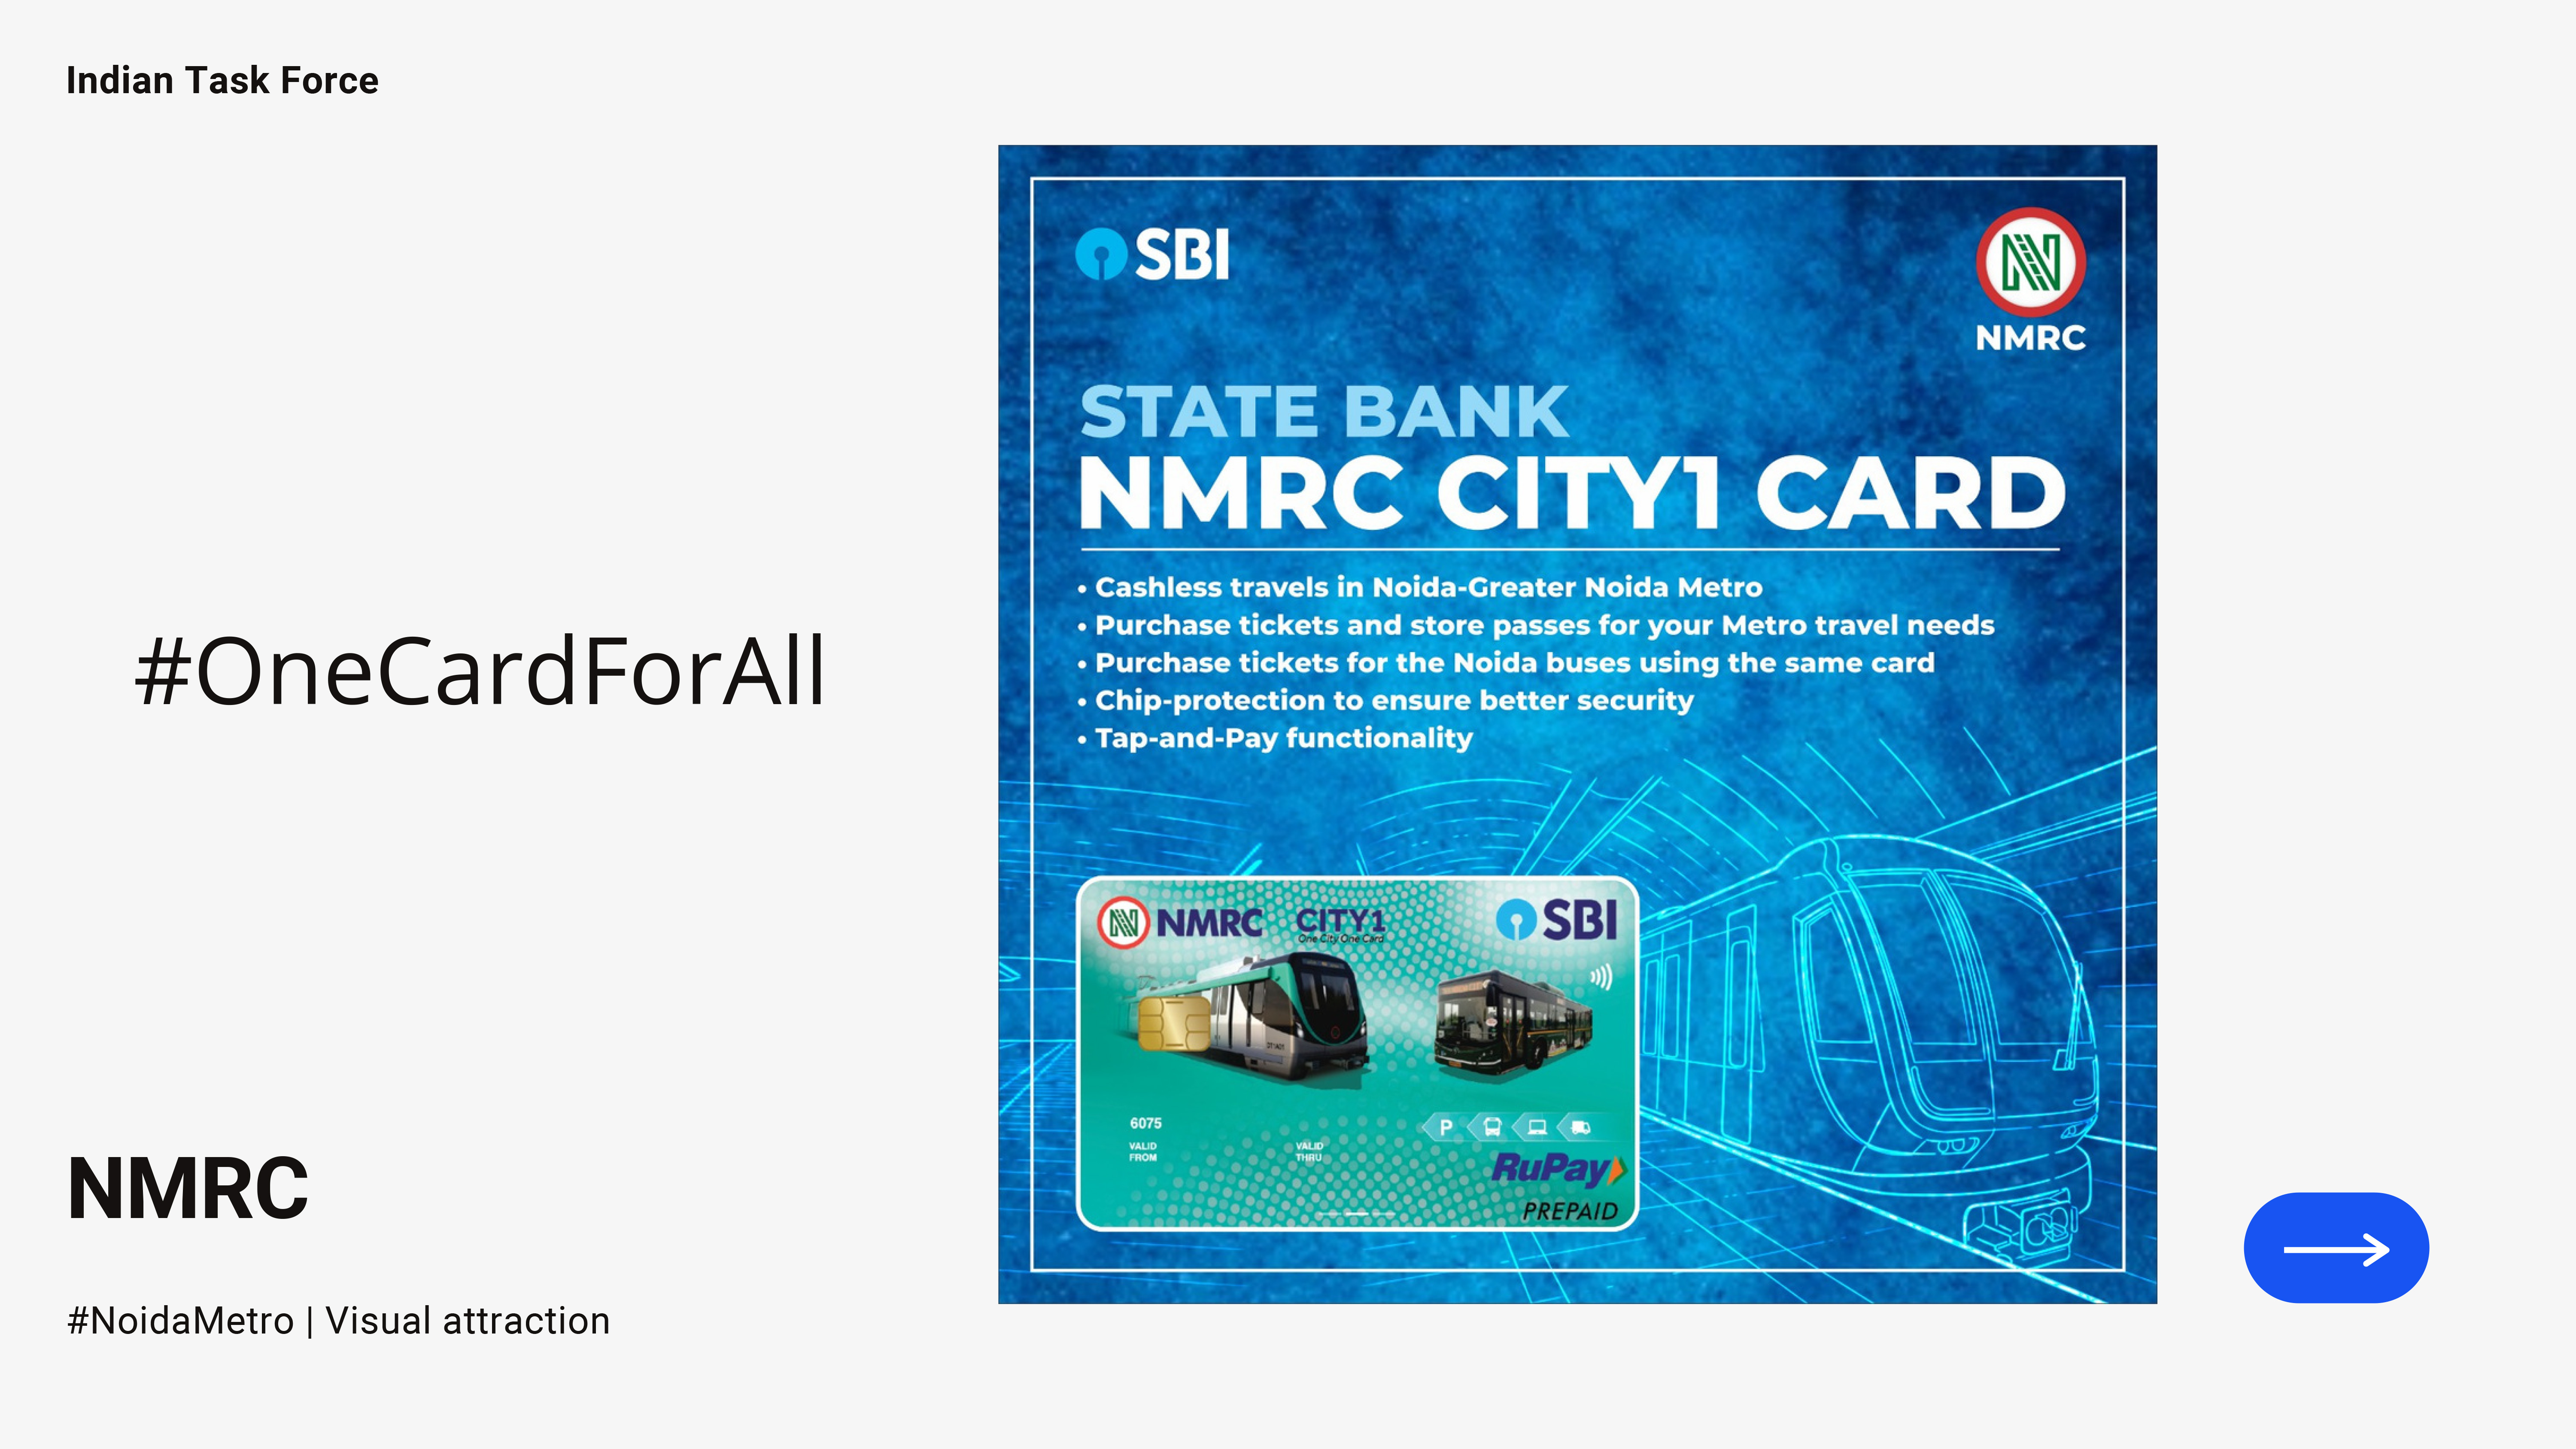 Indian Task Force
#OneCardForAll
NMRC
#NoidaMetro | Visual attraction
SBI
NMRC
STATE BANK
NMRC CITY1 CARD
• Cashless travels in Noida-Greater Noida Metro
• Purchase tickets and store passes for your Metro travel needs
• Purchase tickets for the Noida buses using the same card
• Chip-protection to ensure better security
• Tap-and-Pay functionality
NMRC CITY1 SBI
One City One Card
6075
VALID FROM
VALID THRU
P
RuPay
PREPAID